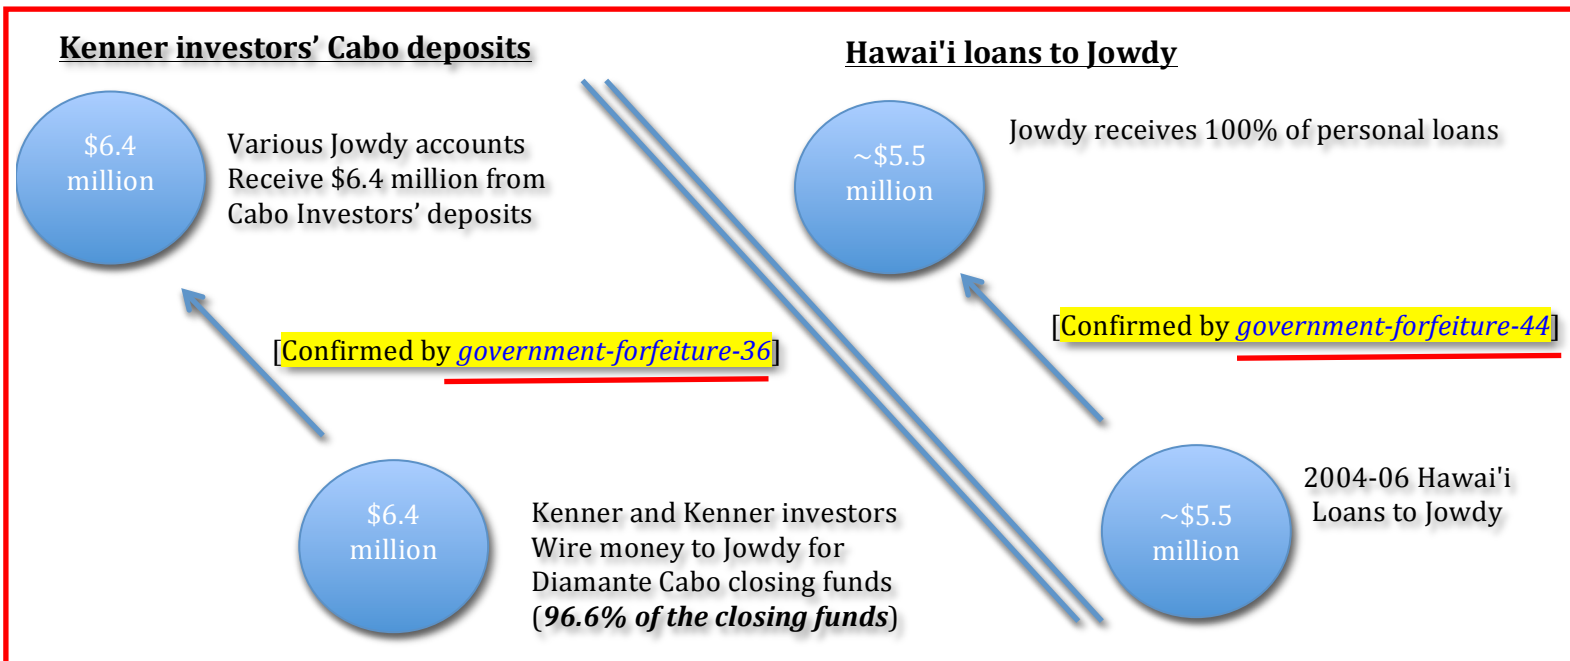 Kenner investors' Cabo deposits
$6.4
million
Various Jowdy accounts
Receive $6.4 million from
Cabo Investors' deposits
[Confirmed by government-forfeiture-36]
$6.4
million
Kenner and Kenner investors
Wire money to Jowdy for
Diamante Cabo closing funds
(96.6% of the closing funds)
Hawai'i loans to Jowdy
~$5.5
million
Jowdy receives 100% of personal loans
[Confirmed by government-forfeiture-44]
~$5.5
million
2004-06 Hawai'i
Loans to Jowdy